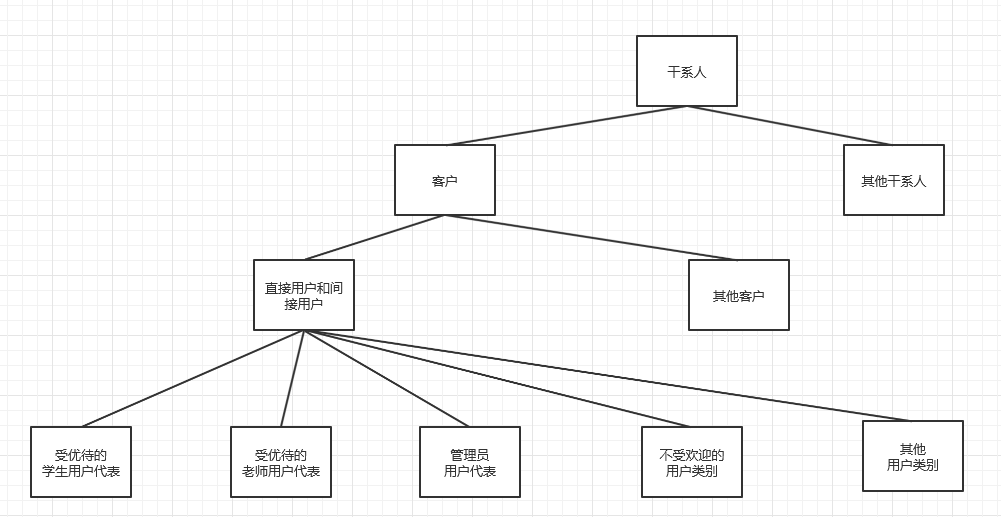 干系人
客户
其他干系人
直接用户和间
接用户
其他客户
受优待的
学生用户代表
受优待的
老师用户代表
管理员
用户代表
不受欢迎的
用户类别
其他
用户类别